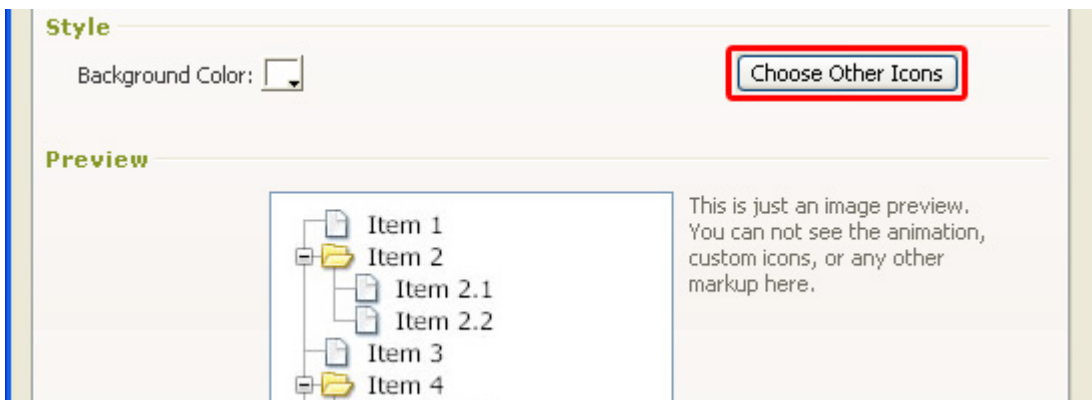 Style
Background Color:
Choose Other Icons
Preview
Item 1
Item 2
Item 2.1
Item 2.2
Item 3
Item 4
This is just an image preview.
You can not see the animation,
custom icons, or any other
markup here.